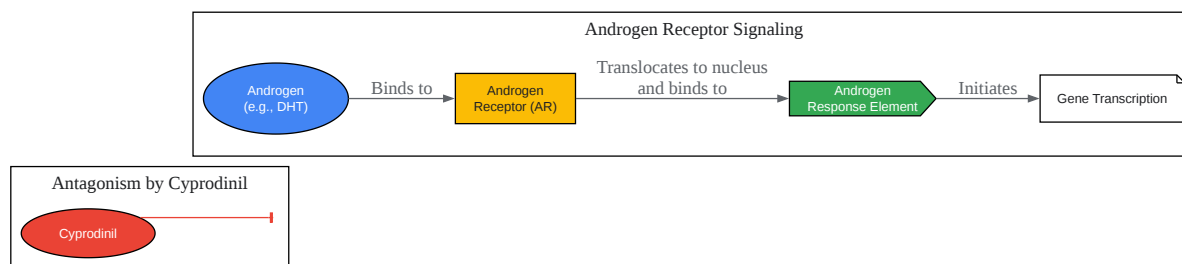 Androgen Receptor Signaling
Androgen
(e.g., DHT)
Binds to
Androgen
Receptor (AR)
Translocates to nucleus
and binds to
Androgen
Response Element
Initiates
Gene Transcription
Antagonism by Cyprodinil
Cyprodinil